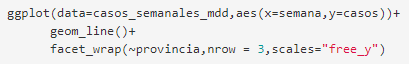 ggplot(data=casos_semanales_mdd,aes(x=semana,y=casos))+
geom_line()+
facet_wrap(~provincia,nrow = 3,scales="free_y")